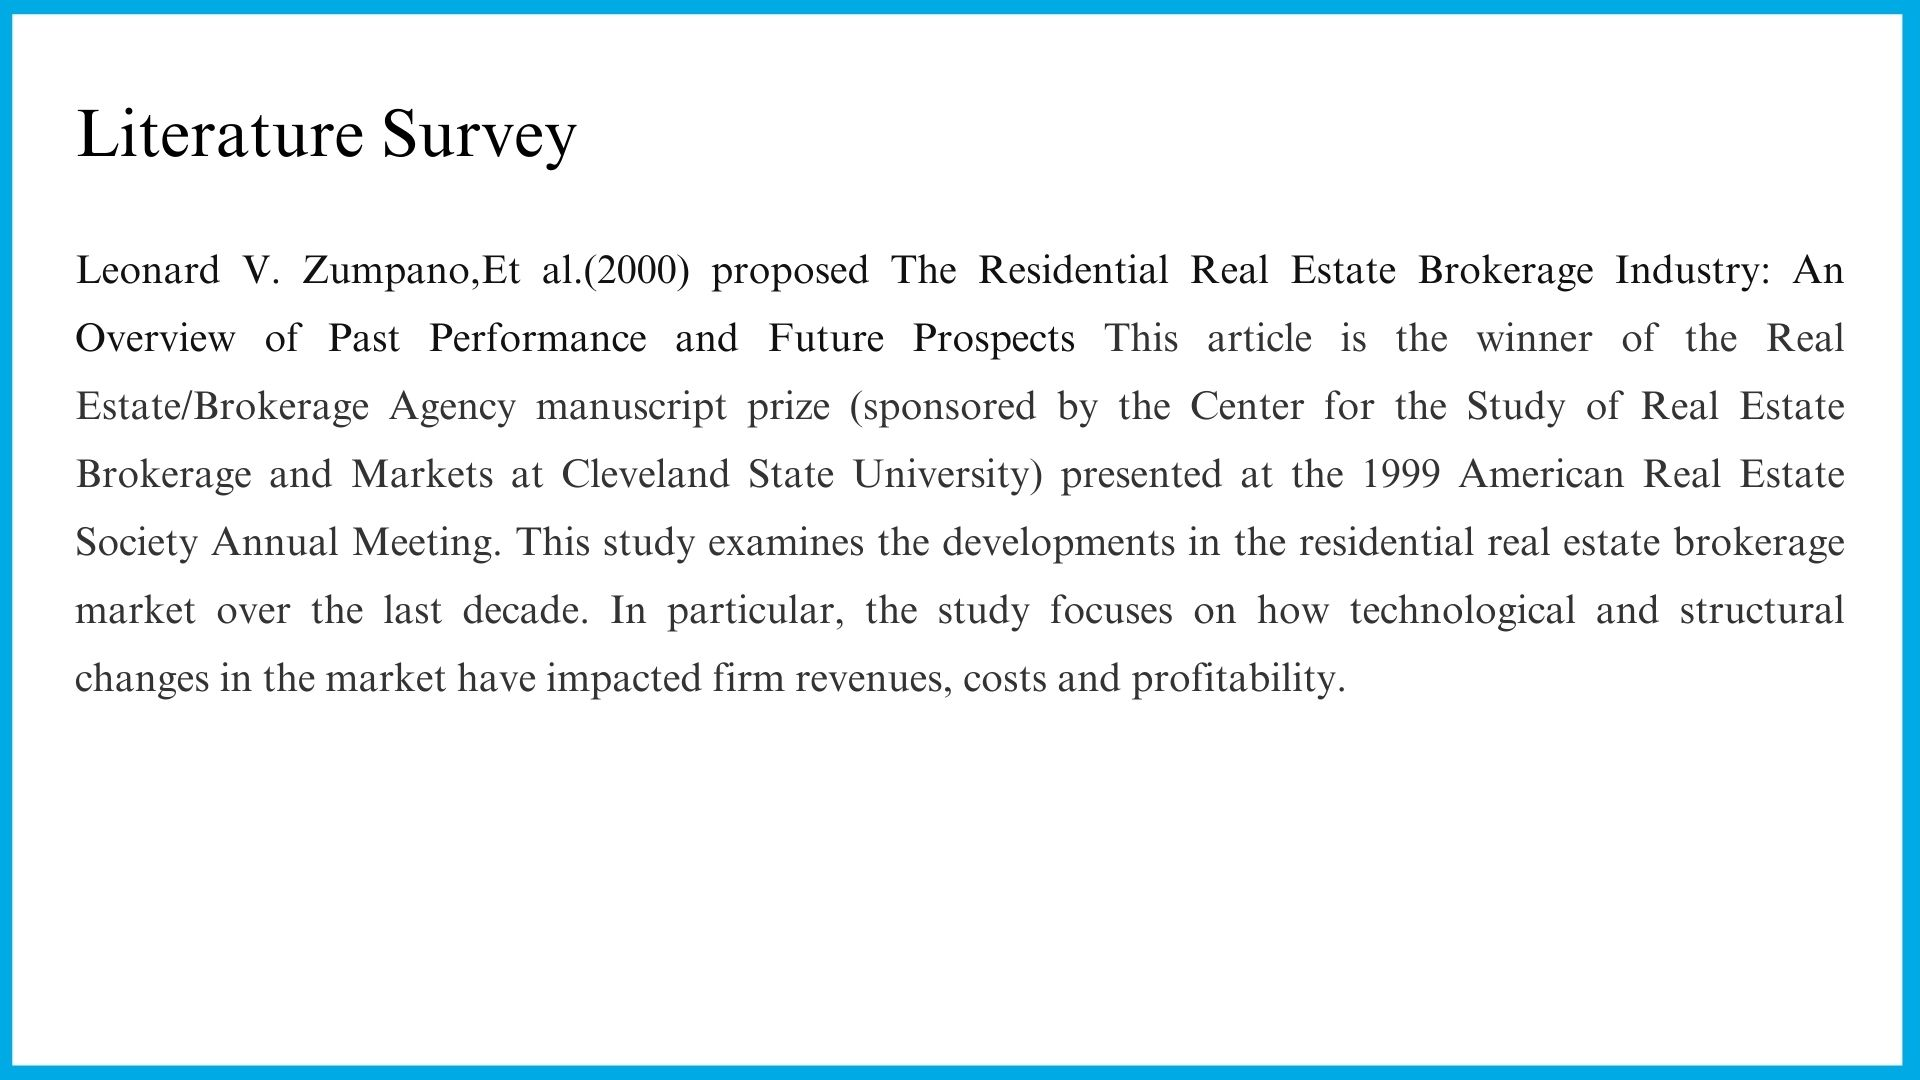 Literature Survey
Leonard V. Zumpano,Et al.(2000) proposed The Residential Real Estate Brokerage Industry: An
Overview of Past Performance and Future Prospects This article is the winner of the Real
Estate/Brokerage Agency manuscript prize (sponsored by the Center for the Study of Real Estate
Brokerage and Markets at Cleveland State University) presented at the 1999 American Real Estate
Society Annual Meeting. This study examines the developments in the residential real estate brokerage
market over the last decade. In particular, the study focuses on how technological and structural
changes in the market have impacted firm revenues, costs and profitability.